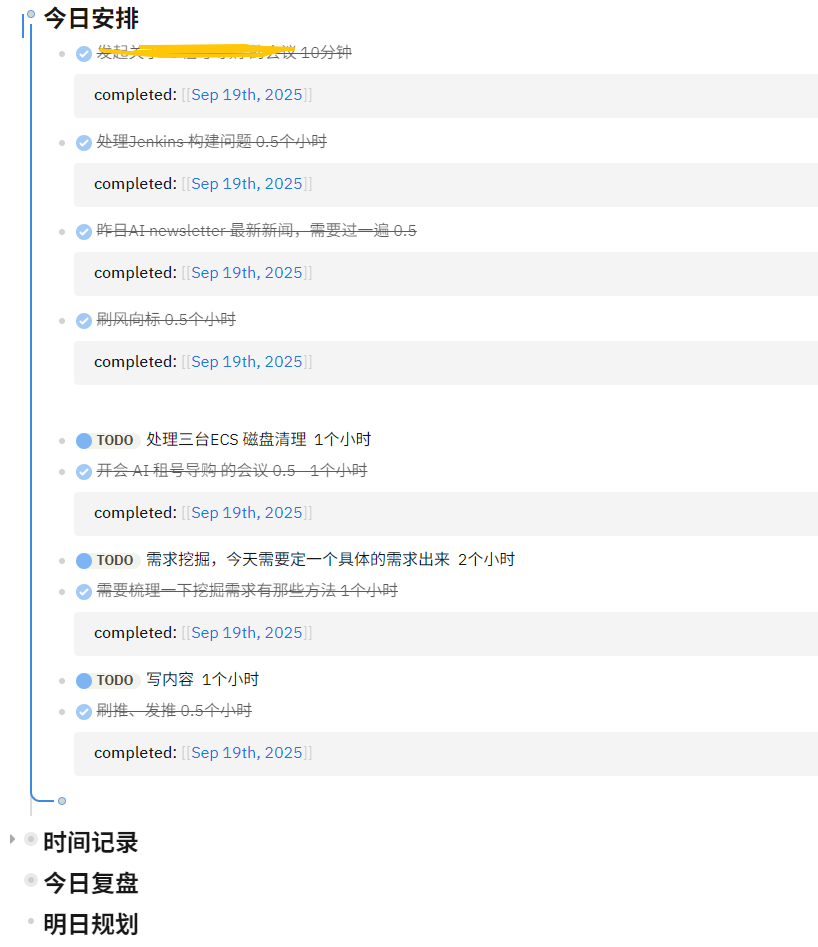 今日安排
发起关 的会议 10分钟
completed: [[Sep 19th, 2025]]
处理Jenkins 构建问题 0.5个小时
completed: [[Sep 19th, 2025]]
昨日AI newsletter 最新新闻，需要过一遍 0.5
completed: [[Sep 19th, 2025]]
刷风向标 0.5个小时
completed: [[Sep 19th, 2025]]
TODO 处理三台ECS 磁盘清理 1个小时
开会 AI 租号导购 的会议 0.5 - 1个小时
completed: [[Sep 19th, 2025]]
TODO 需求挖掘，今天需要定一个具体的需求出来 2个小时
需要梳理一下挖掘需求有那些方法 1个小时
completed: [[Sep 19th, 2025]]
TODO 写内容 1个小时
刷推、发推 0.5个小时
completed: [[Sep 19th, 2025]]
时间记录
今日复盘
明日规划